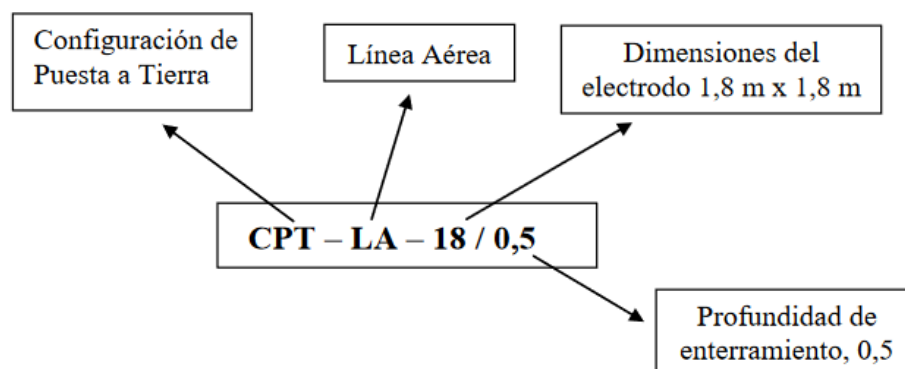 Configuración de
Puesta a Tierra
Línea Aérea
Dimensiones del
electrodo 1,8 m x 1,8 m
CPT – LA – 18 / 0,5
Profundidad de
enterramiento, 0,5